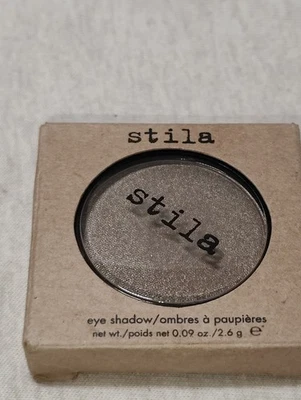 stila
stila
eye shadow/ombres à paupières
net wt./poids net 0.09 oz./2.6 g e